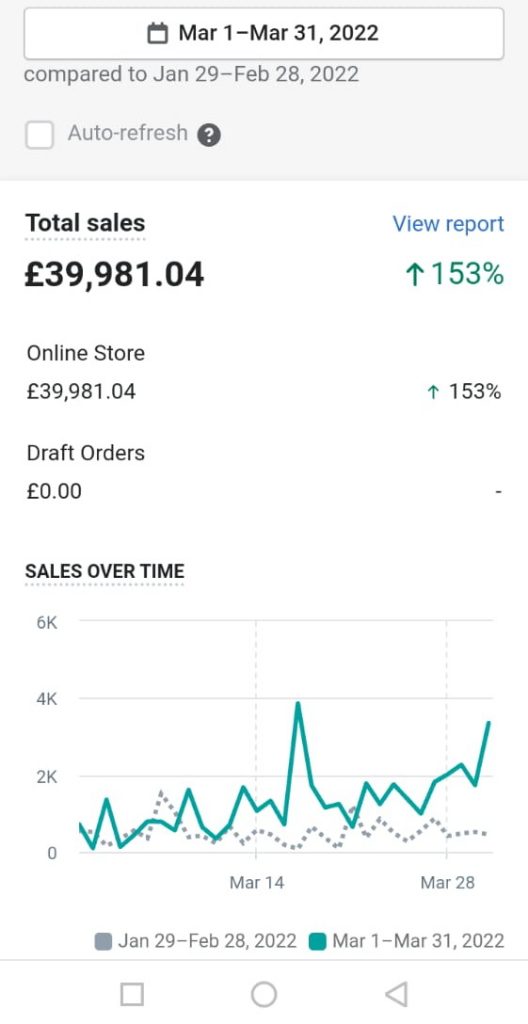 Mar 1–Mar 31, 2022
compared to Jan 29–Feb 28, 2022
Auto-refresh ?
Total sales View report
£39,981.04 ↑ 153%
Online Store
£39,981.04 ↑ 153%
Draft Orders
£0.00 -
SALES OVER TIME
6K
4K
2K
0
Mar 14 Mar 28
Jan 29–Feb 28, 2022 Mar 1–Mar 31, 2022